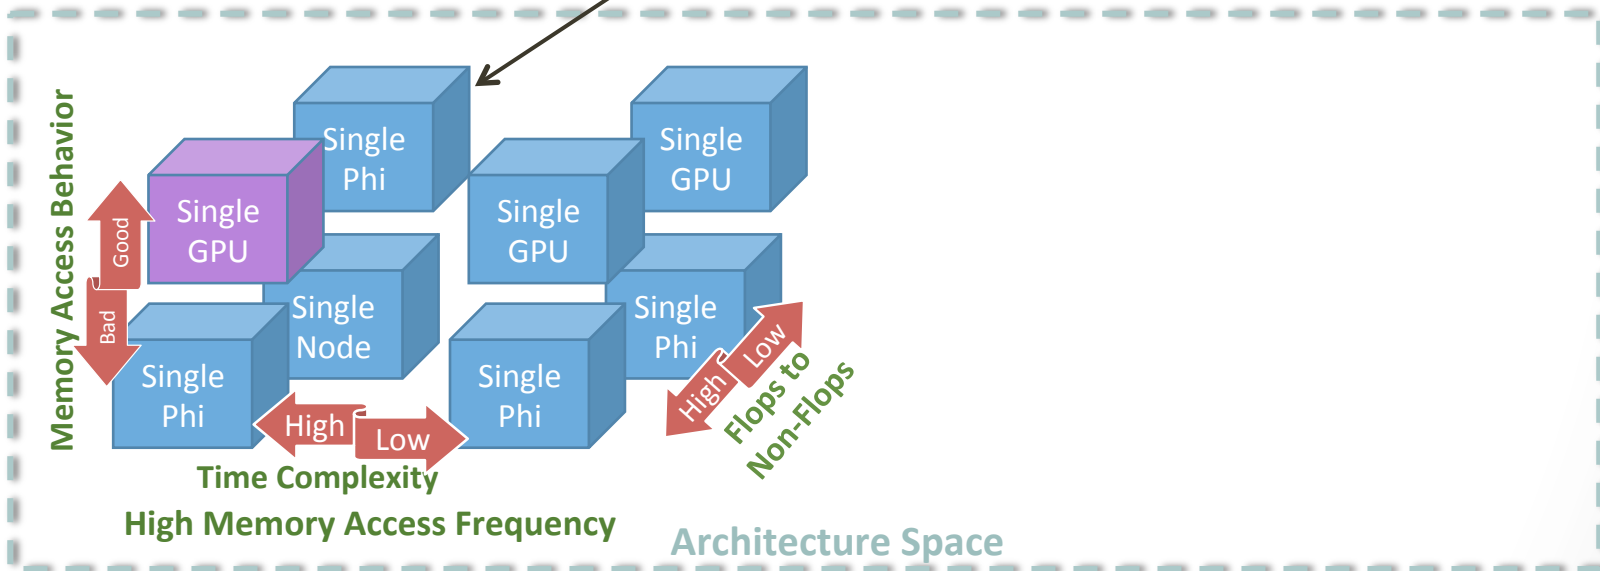 Memory Access Behavior
Good
Bad
Single
Phi
Single
GPU
Single
GPU
Single
GPU
Single
Node
Single
Phi
Single
Phi
Single
Phi
High
Low
High
Low
Flops to
Non-Flops
Time Complexity
High Memory Access Frequency
Architecture Space